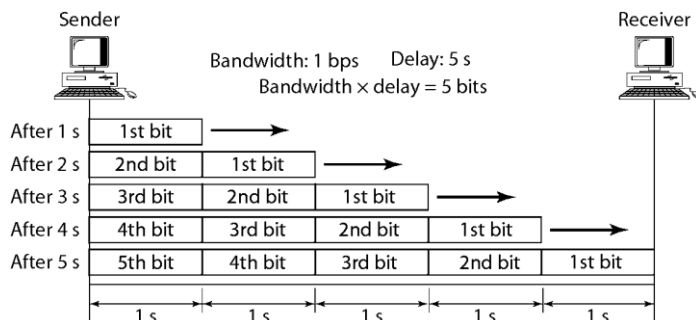 Sender Receiver
Bandwidth: 1 bps Delay: 5 s
Bandwidth × delay = 5 bits
After 1 s 1st bit
After 2 s 2nd bit 1st bit
After 3 s 3rd bit 2nd bit 1st bit
After 4 s 4th bit 3rd bit 2nd bit 1st bit
After 5 s 5th bit 4th bit 3rd bit 2nd bit 1st bit
1 s 1 s 1 s 1 s 1 s